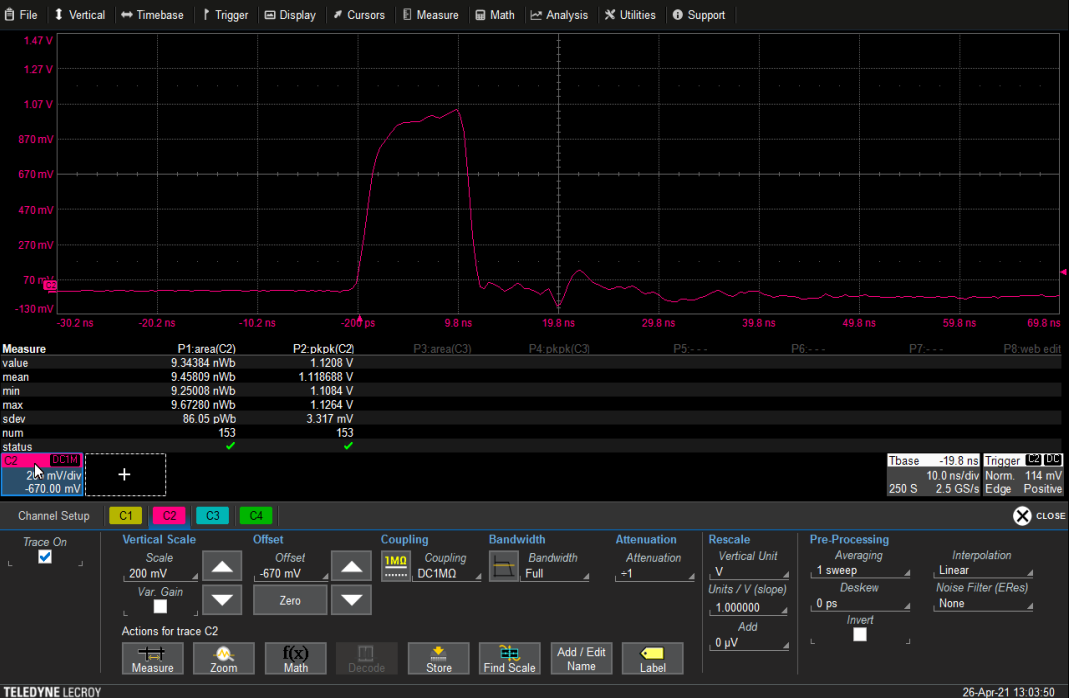 File Vertical Timebase Trigger Display Cursors Measure Math Analysis Utilities Support
1.47 V
1.27 V
1.07 V
870 mV
670 mV
470 mV
270 mV
70 mV
C2
-130 mV
-30.2 ns -20.2 ns -10.2 ns -200 ps 9.8 ns 19.8 ns 29.8 ns 39.8 ns 49.8 ns 59.8 ns 69.8 ns
Measure P1:area(C2) P2:pkpk(C2) P3:area(C3) P4:pkpk(C3) P5:- - - P6:- - - P7:- - - P8:web edit
value 9.34384 nWb 1.1208 V
mean 9.45809 nWb 1.118688 V
min 9.25008 nWb 1.1084 V
max 9.67280 nWb 1.1264 V
sdev 86.05 pWb 3.317 mV
num 153 153
status
C2 DC1M
mV/div
-670.00 mV
+
Tbase -19.8 ns
10.0 ns/div
250 S 2.5 GS/s
Trigger C2 DC
Norm. 114 mV
Edge Positive
Channel Setup C1 C2 C3 C4 CLOSE
Trace On
Vertical Scale
Scale
200 mV
Var. Gain
Offset
Offset
-670 mV
Zero
Coupling
1MΩ
Coupling
DC1MΩ
Bandwidth
Bandwidth
Full
Attenuation
Attenuation
÷1
Actions for trace C2
Measure Zoom f(x) Math Decode Store Find Scale Add / Edit Name Label
Rescale
Vertical Unit
V
Units / V (slope)
1.000000
Add
0 µV
Pre-Processing
Averaging
1 sweep
Deskew
0 ps
Invert
Interpolation
Linear
Noise Filter (ERes)
None
TELEDYNE LECROY 26-Apr-21 13:03:50